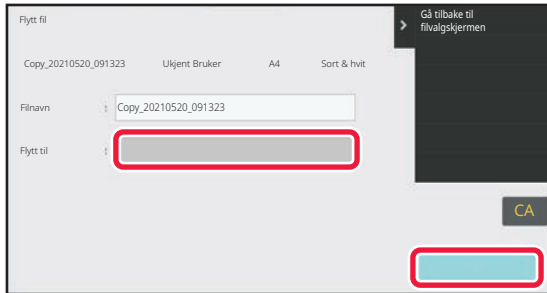 Flytt fil
Gå tilbake til
filvalgskjermen
Copy_20210520_091323 Ukjent Bruker A4 Sort & hvit
Filnavn : Copy_20210520_091323
Flytt til :
CA